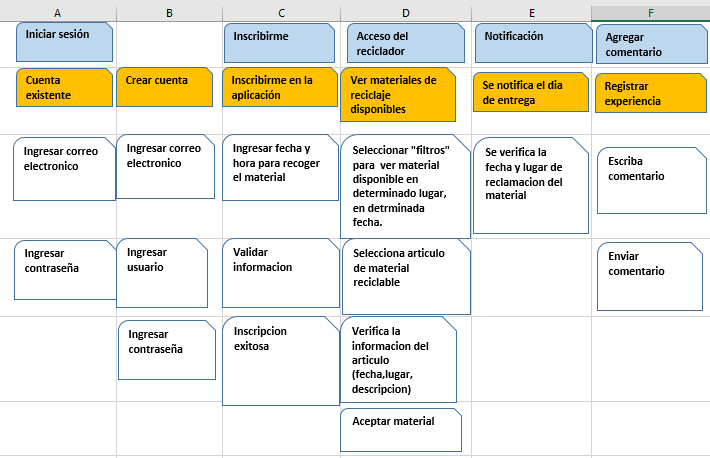 A B C D E F
Iniciar sesión
Inscribirme
Acceso del
reciclador
Notificación
Agregar
comentario
Cuenta
existente
Crear cuenta
Inscribirme en la
aplicación
Ver materiales de
reciclaje
disponibles
Se notifica el dia
de entrega
Registrar
experiencia
Ingresar correo
electronico
Ingresar correo
electronico
Ingresar fecha y
hora para recoger
el material
Seleccionar "filtros"
para ver material
disponible en
determinado lugar,
en detrminada
fecha.
Se verifica la
fecha y lugar de
reclamacion del
material
Escriba
comentario
Ingresar
contraseña
Ingresar
usuario
Validar
informacion
Selecciona articulo
de material
reciclable
Enviar
comentario
Ingresar
contraseña
Inscripcion
exitosa
Verifica la
informacion del
articulo
(fecha,lugar,
descripcion)
Aceptar material